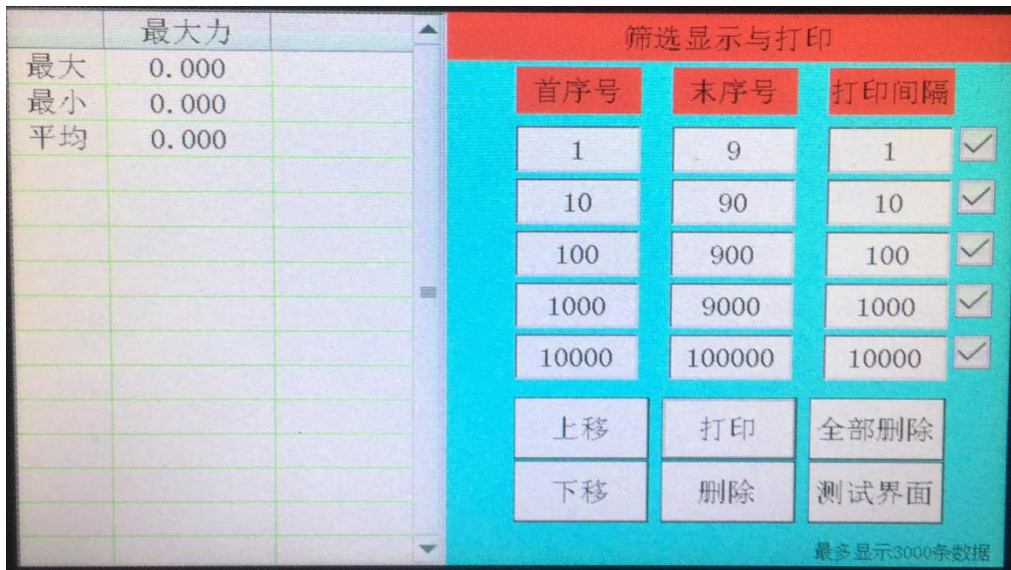 最大力
最大 0.000
最小 0.000
平均 0.000
筛选显示与打印
首序号 末序号 打印间隔
1 9 1
10 90 10
100 900 100
1000 9000 1000
10000 100000 10000
上移 打印 全部删除
下移 删除 测试界面
最多显示3000条数据